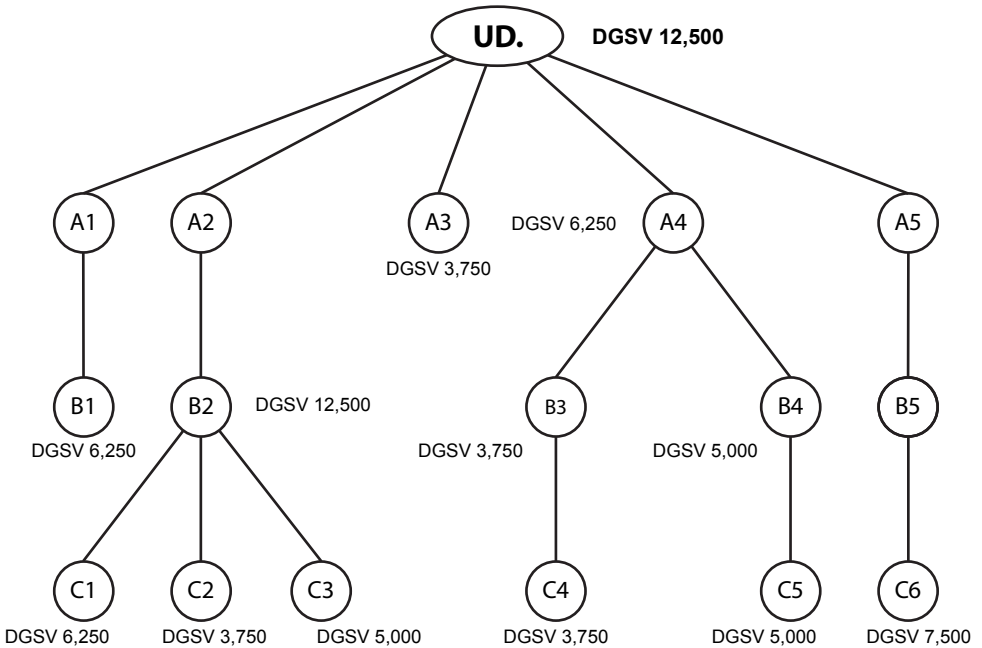 UD. DGSV 12,500
A1 A2 A3 DGSV 6,250 A4 A5
DGSV 3,750
B1 B2 DGSV 12,500 B3 B4 B5
DGSV 6,250 DGSV 3,750 DGSV 5,000
C1 C2 C3 C4 C5 C6
DGSV 6,250 DGSV 3,750 DGSV 5,000 DGSV 3,750 DGSV 5,000 DGSV 7,500